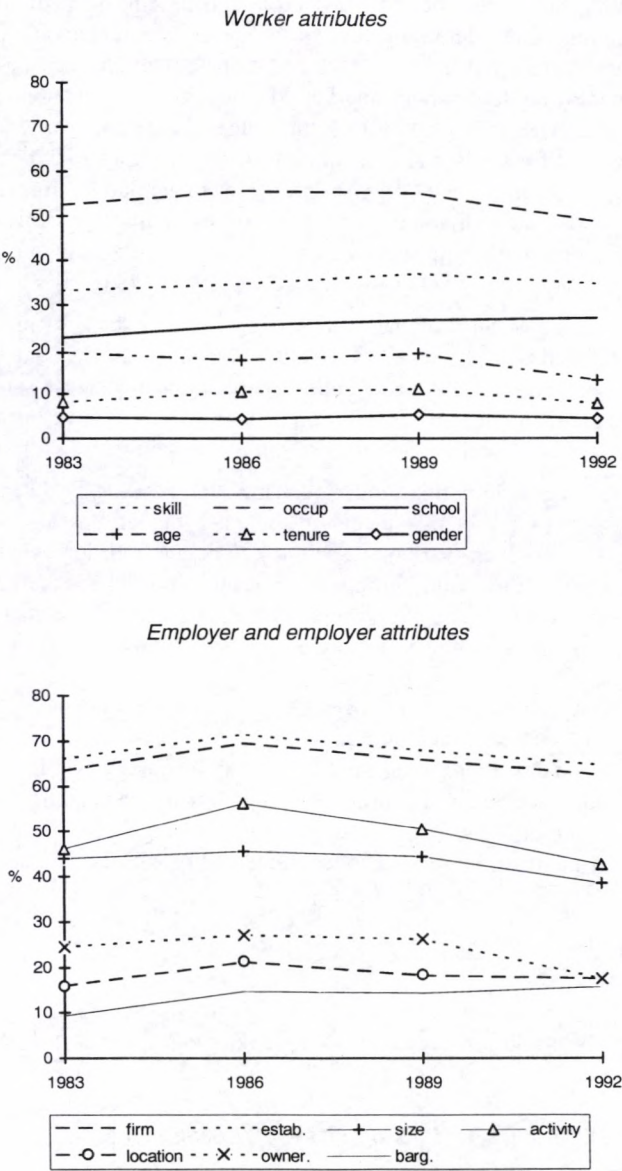 Worker attributes
80
70
60
50
%
40
30
20
10
0
1983 1986 1989 1992
skill occup school
age tenure gender
Employer and employer attributes
80
70
60
50
%
40
30
20
10
0
1983 1986 1989 1992
firm estab. size activity
location owner. barg.